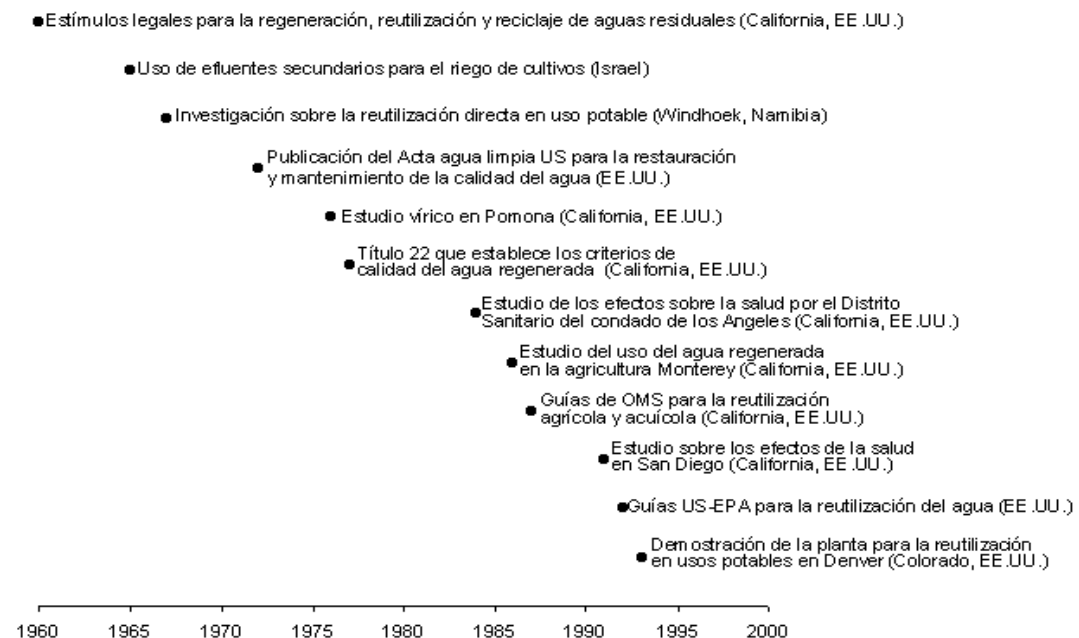 Estímulos legales para la regeneración, reutilización y reciclaje de aguas residuales (California, EE.UU.)
Uso de efluentes secundarios para el riego de cultivos (Israel)
Investigación sobre la reutilización directa en uso potable (Windhoek, Namibia)
Publicación del Acta agua limpia US para la restauración
y mantenimiento de la calidad del agua (EE.UU.)
Estudio vírico en Pomona (California, EE.UU.)
Título 22 que establece los criterios de
calidad del agua regenerada (California, EE.UU.)
Estudio de los efectos sobre la salud por el Distrito
Sanitario del condado de los Angeles (California, EE.UU.)
Estudio del uso del agua regenerada
en la agricultura Monterey (California, EE.UU.)
Guías de OMS para la reutilización
agrícola y acuícola (California, EE.UU.)
Estudio sobre los efectos de la salud
en San Diego (California, EE.UU.)
Guías US-EPA para la reutilización del agua (EE.UU.)
Demostración de la planta para la reutilización
en usos potables en Denver (Colorado, EE.UU.)
1960 1965 1970 1975 1980 1985 1990 1995 2000